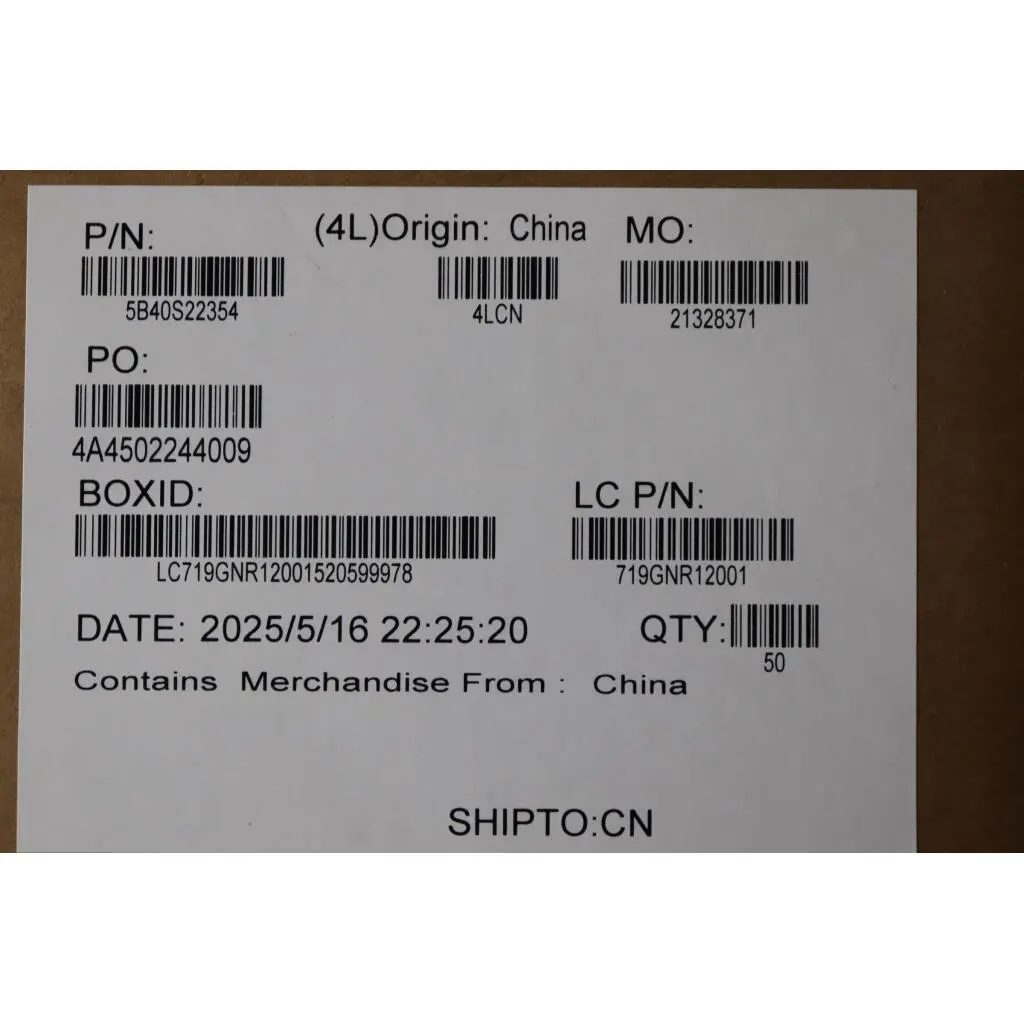 P/N: (4L)Origin: China MO:
5B40S22354 4LCN 21328371
PO:
4A4502244009
BOXID: LC P/N:
LC719GNR12001520599978 719GNR12001
DATE: 2025/5/16 22:25:20 QTY:
50
Contains Merchandise From : China
SHIPTO:CN